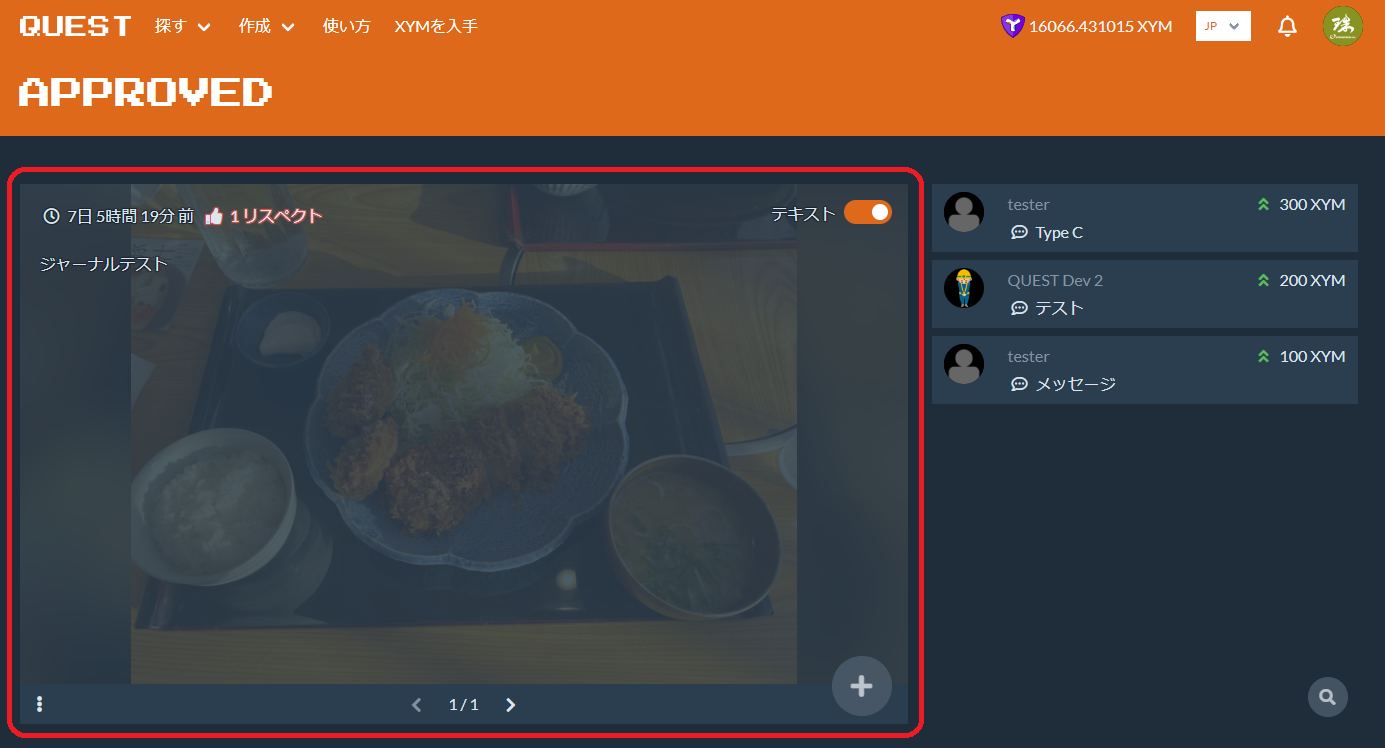 QUEST 探す 作成 使い方 XYMを入手 16066.431015 XYM JP 瑛
APPROVED
7日 5時間 19分 前 1 リスペクト テキスト
ジャーナルテスト
1 / 1
tester 300 XYM
Type C
QUEST Dev 2 200 XYM
テスト
tester 100 XYM
メッセージ